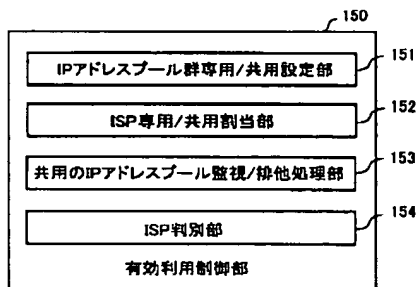 150
IPアドレスプール群専用/共用設定部
151
ISP専用/共用割当部
152
共用のIPアドレスプール監視/排他処理部
153
ISP判別部
154
有効利用制御部